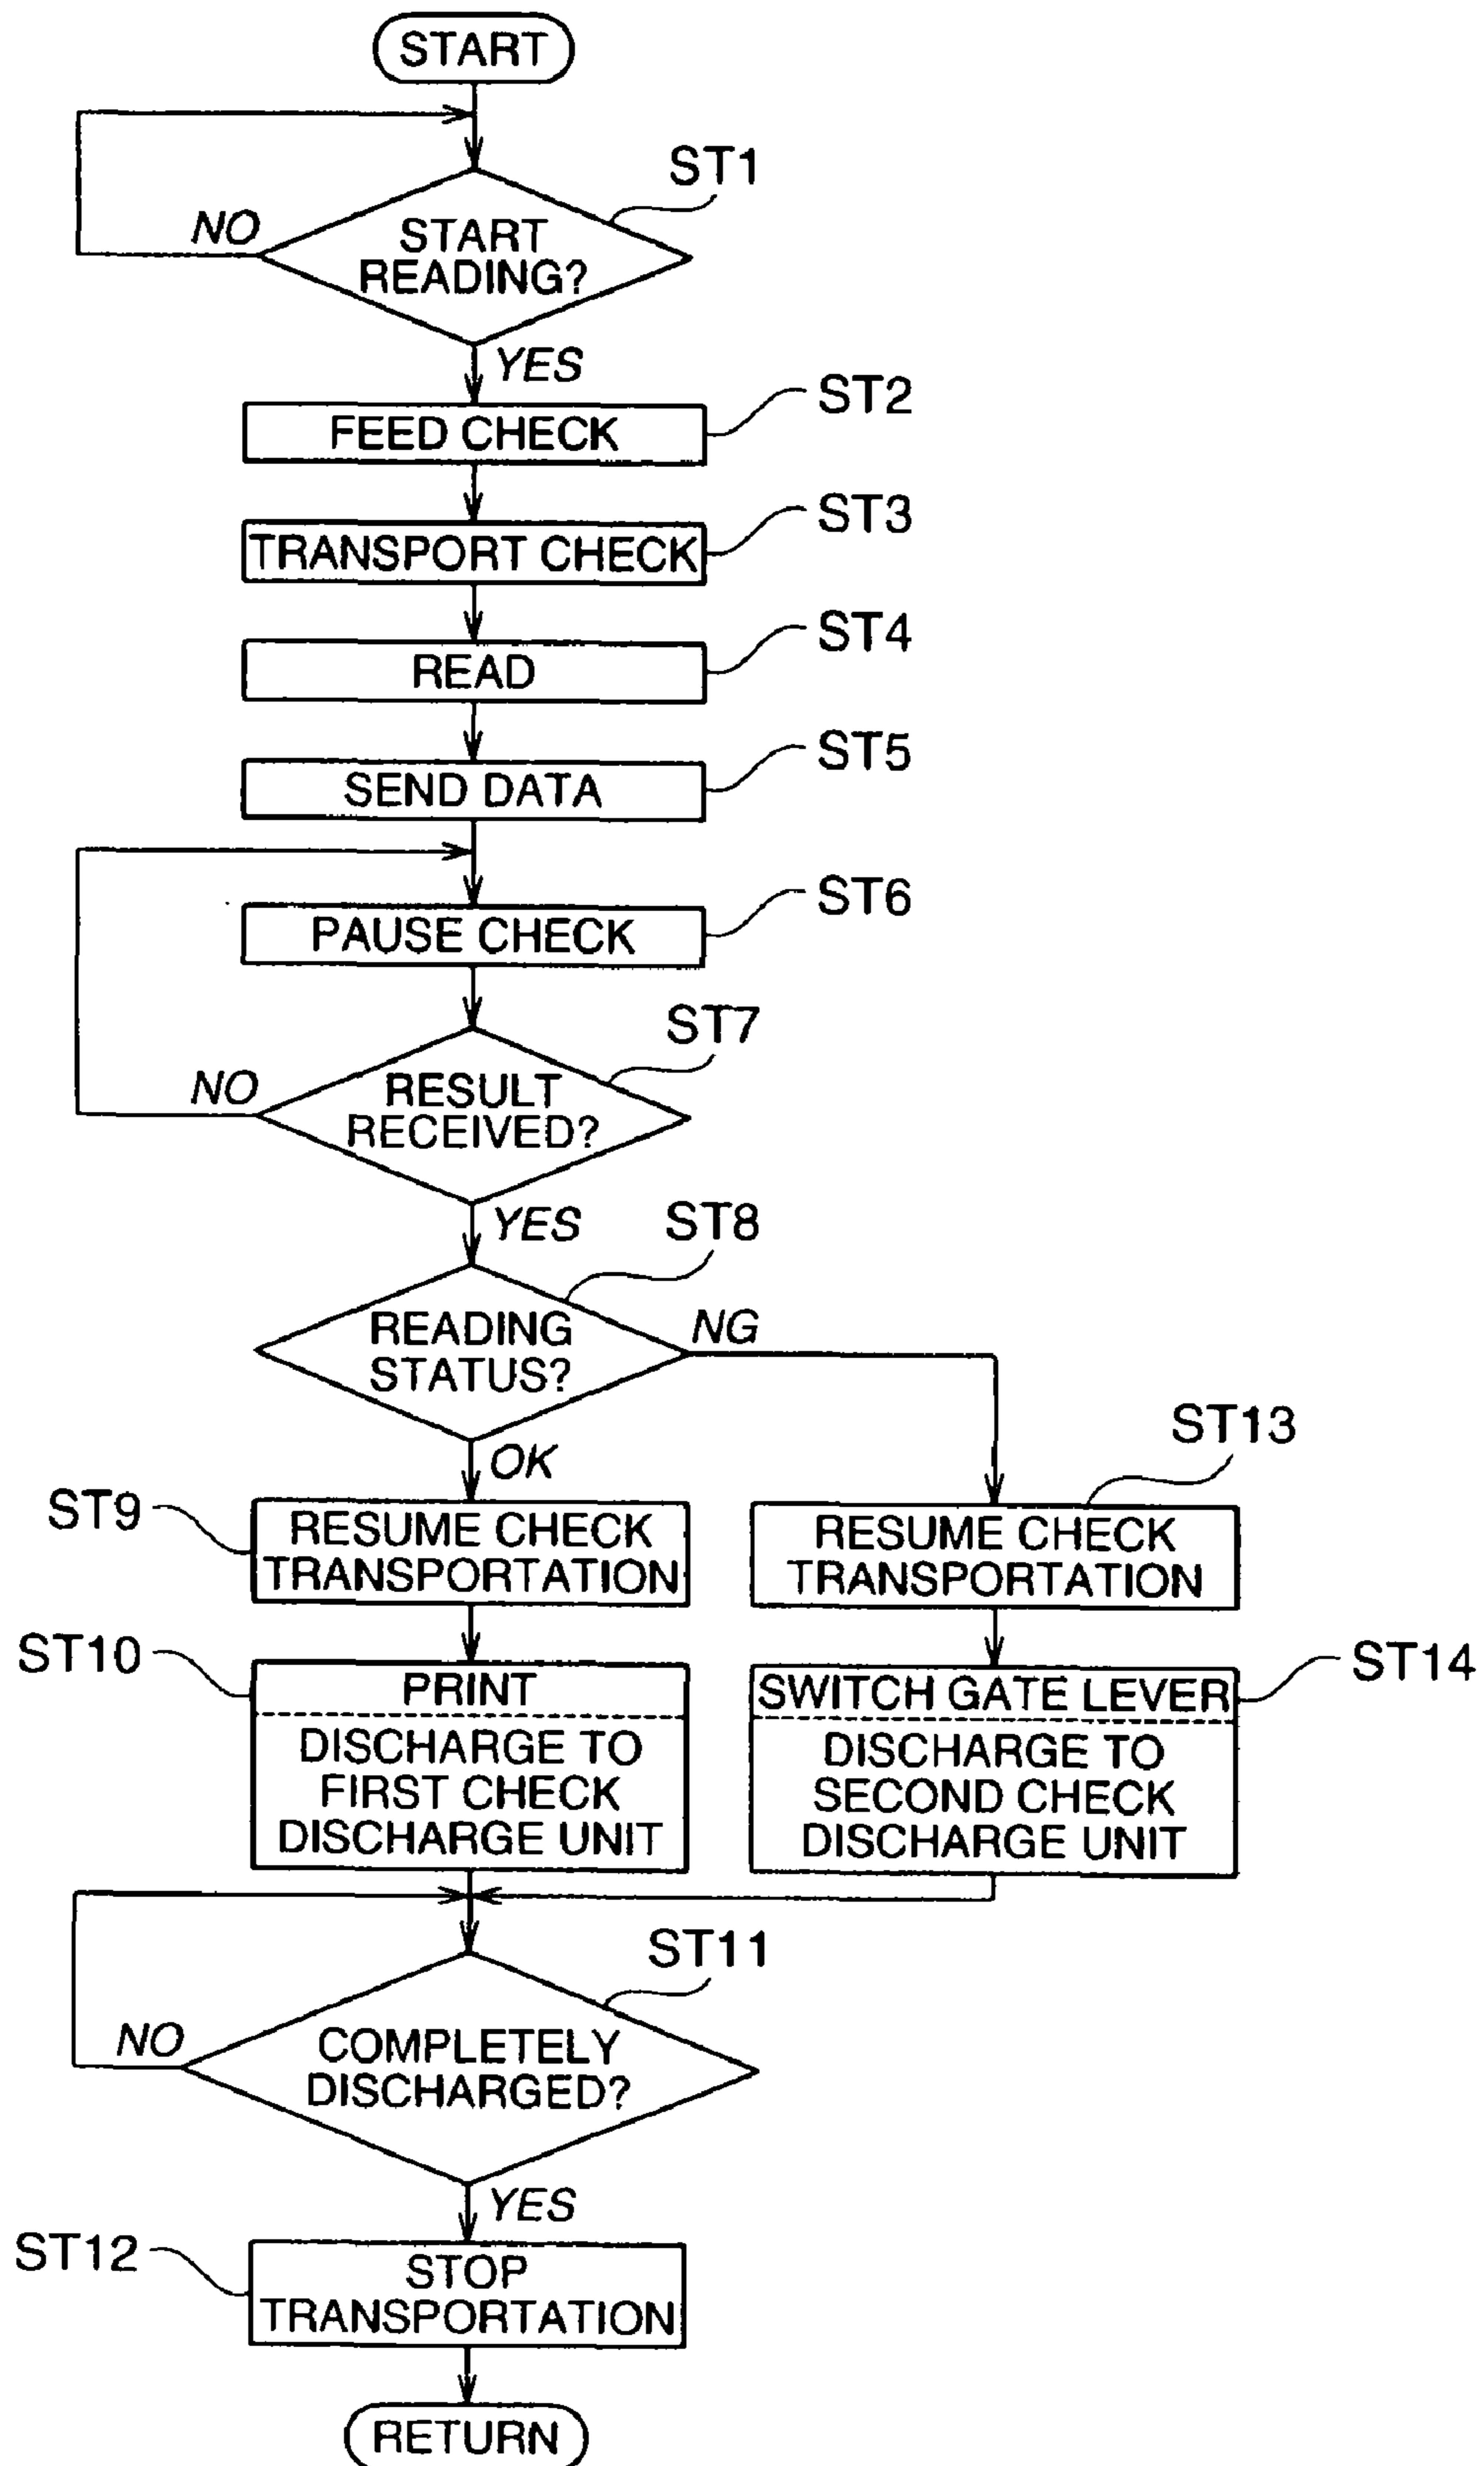 START
ST1
NO
START
READING?
YES
ST2
FEED CHECK
ST3
TRANSPORT CHECK
ST4
READ
ST5
SEND DATA
ST6
PAUSE CHECK
ST7
NO
RESULT
RECEIVED?
YES
ST8
READING
STATUS?
NG
OK
ST9
RESUME CHECK
TRANSPORTATION
ST13
RESUME CHECK
TRANSPORTATION
ST10
PRINT
DISCHARGE TO
FIRST CHECK
DISCHARGE UNIT
ST14
SWITCH GATE LEVER
DISCHARGE TO
SECOND CHECK
DISCHARGE UNIT
ST11
NO
COMPLETELY
DISCHARGED?
YES
ST12
STOP
TRANSPORTATION
RETURN